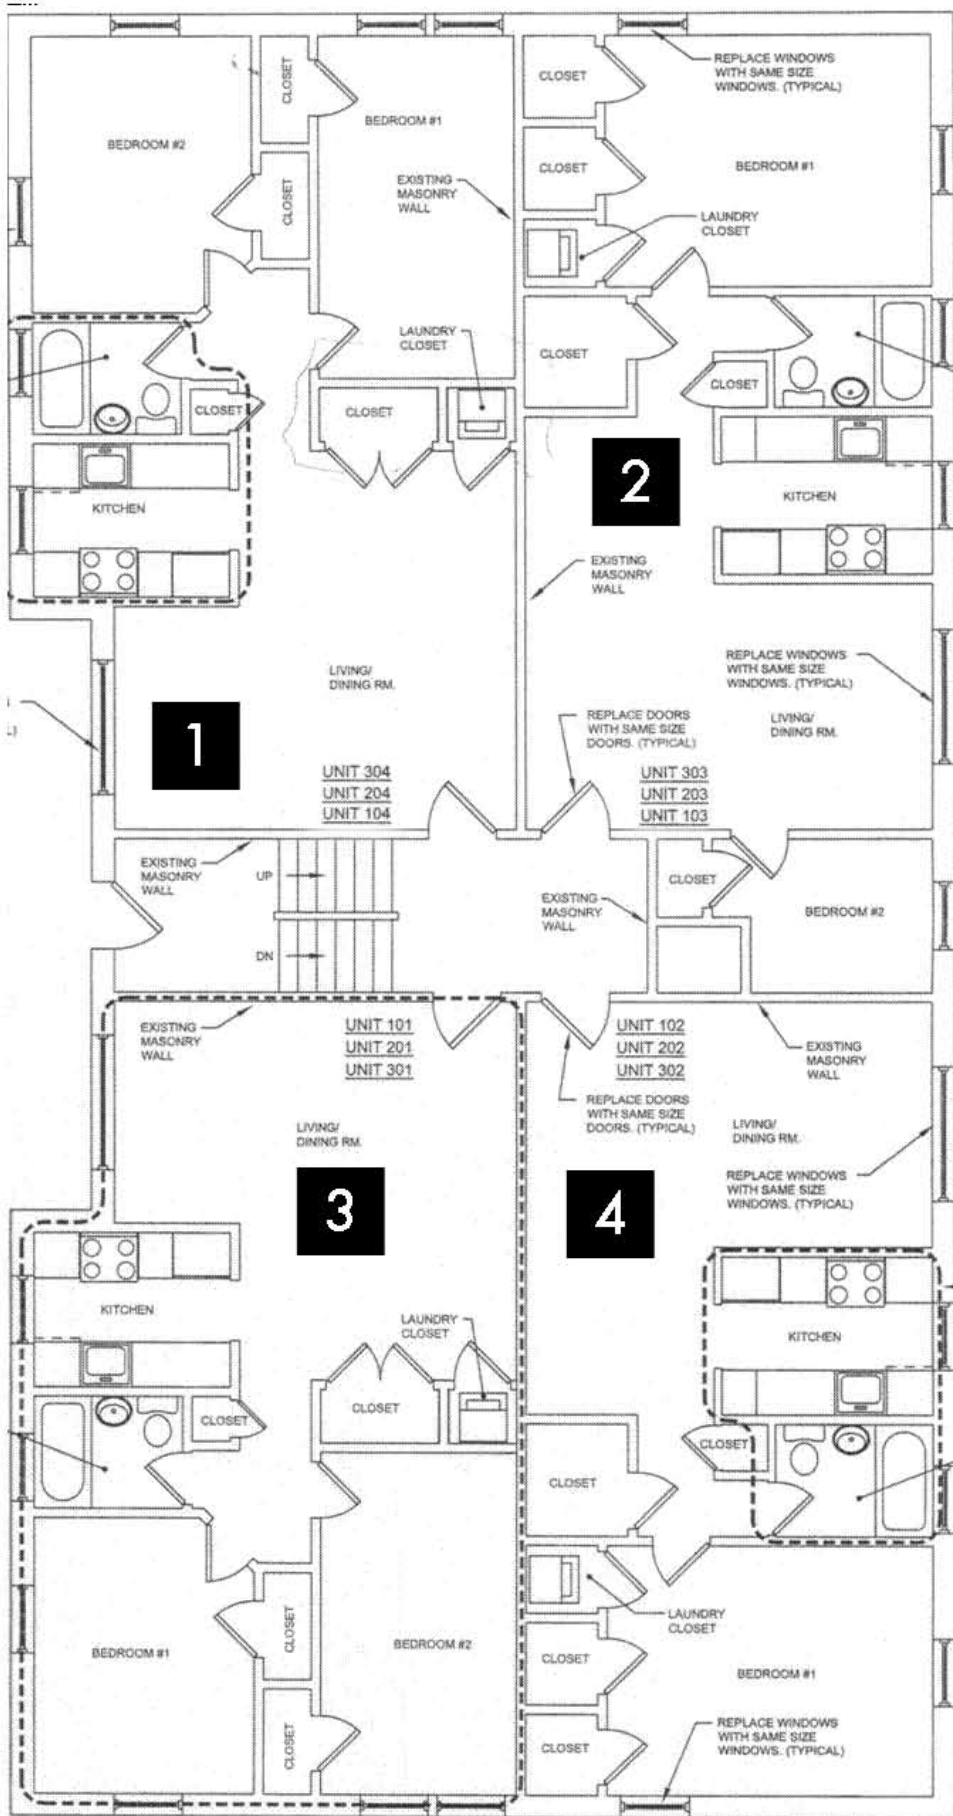 CLOSET
BEDROOM #2
CLOSET
BEDROOM #1
EXISTING
MASONRY
WALL
LAUNDRY
CLOSET
CLOSET
CLOSET
KITCHEN
LIVING/
DINING RM.
1
UNIT 304
UNIT 204
UNIT 104
CLOSET
REPLACE WINDOWS
WITH SAME SIZE
WINDOWS. (TYPICAL)
CLOSET
BEDROOM #1
LAUNDRY
CLOSET
CLOSET
CLOSET
2
KITCHEN
EXISTING
MASONRY
WALL
REPLACE WINDOWS
WITH SAME SIZE
WINDOWS. (TYPICAL)
LIVING/
DINING RM.
REPLACE DOORS
WITH SAME SIZE
DOORS. (TYPICAL)
UNIT 303
UNIT 203
UNIT 103
EXISTING
MASONRY
WALL
UP
DN
EXISTING
MASONRY
WALL
CLOSET
BEDROOM #2
EXISTING
MASONRY
WALL
UNIT 101
UNIT 201
UNIT 301
LIVING/
DINING RM.
3
KITCHEN
LAUNDRY
CLOSET
CLOSET
CLOSET
BEDROOM #1
CLOSET
CLOSET
BEDROOM #2
UNIT 102
UNIT 202
UNIT 302
EXISTING
MASONRY
WALL
REPLACE DOORS
WITH SAME SIZE
DOORS. (TYPICAL)
LIVING/
DINING RM.
REPLACE WINDOWS
WITH SAME SIZE
WINDOWS. (TYPICAL)
4
KITCHEN
CLOSET
CLOSET
LAUNDRY
CLOSET
CLOSET
BEDROOM #1
CLOSET
REPLACE WINDOWS
WITH SAME SIZE
WINDOWS. (TYPICAL)